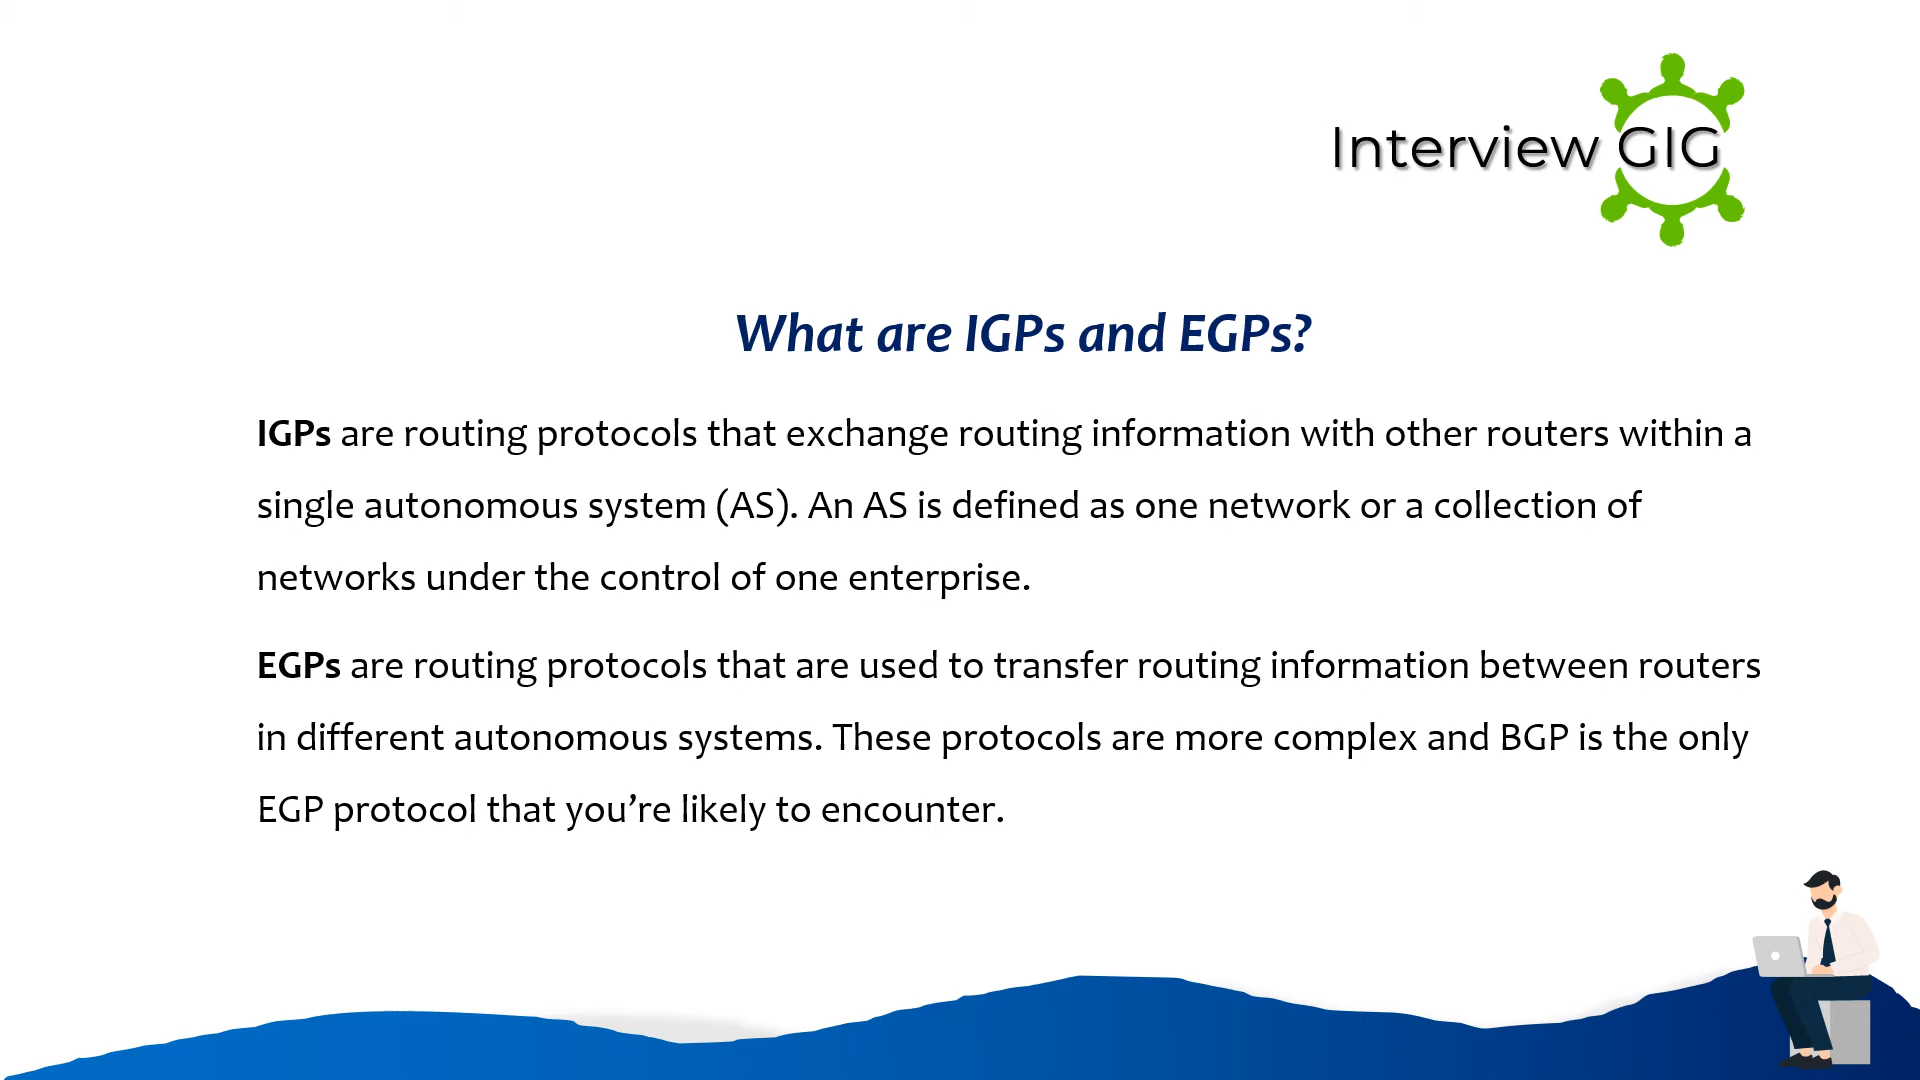 Interview GIG
What are IGPs and EGPs?
IGPs are routing protocols that exchange routing information with other routers within a
single autonomous system (AS). An AS is defined as one network or a collection of
networks under the control of one enterprise.
EGPs are routing protocols that are used to transfer routing information between routers
in different autonomous systems. These protocols are more complex and BGP is the only
EGP protocol that you’re likely to encounter.